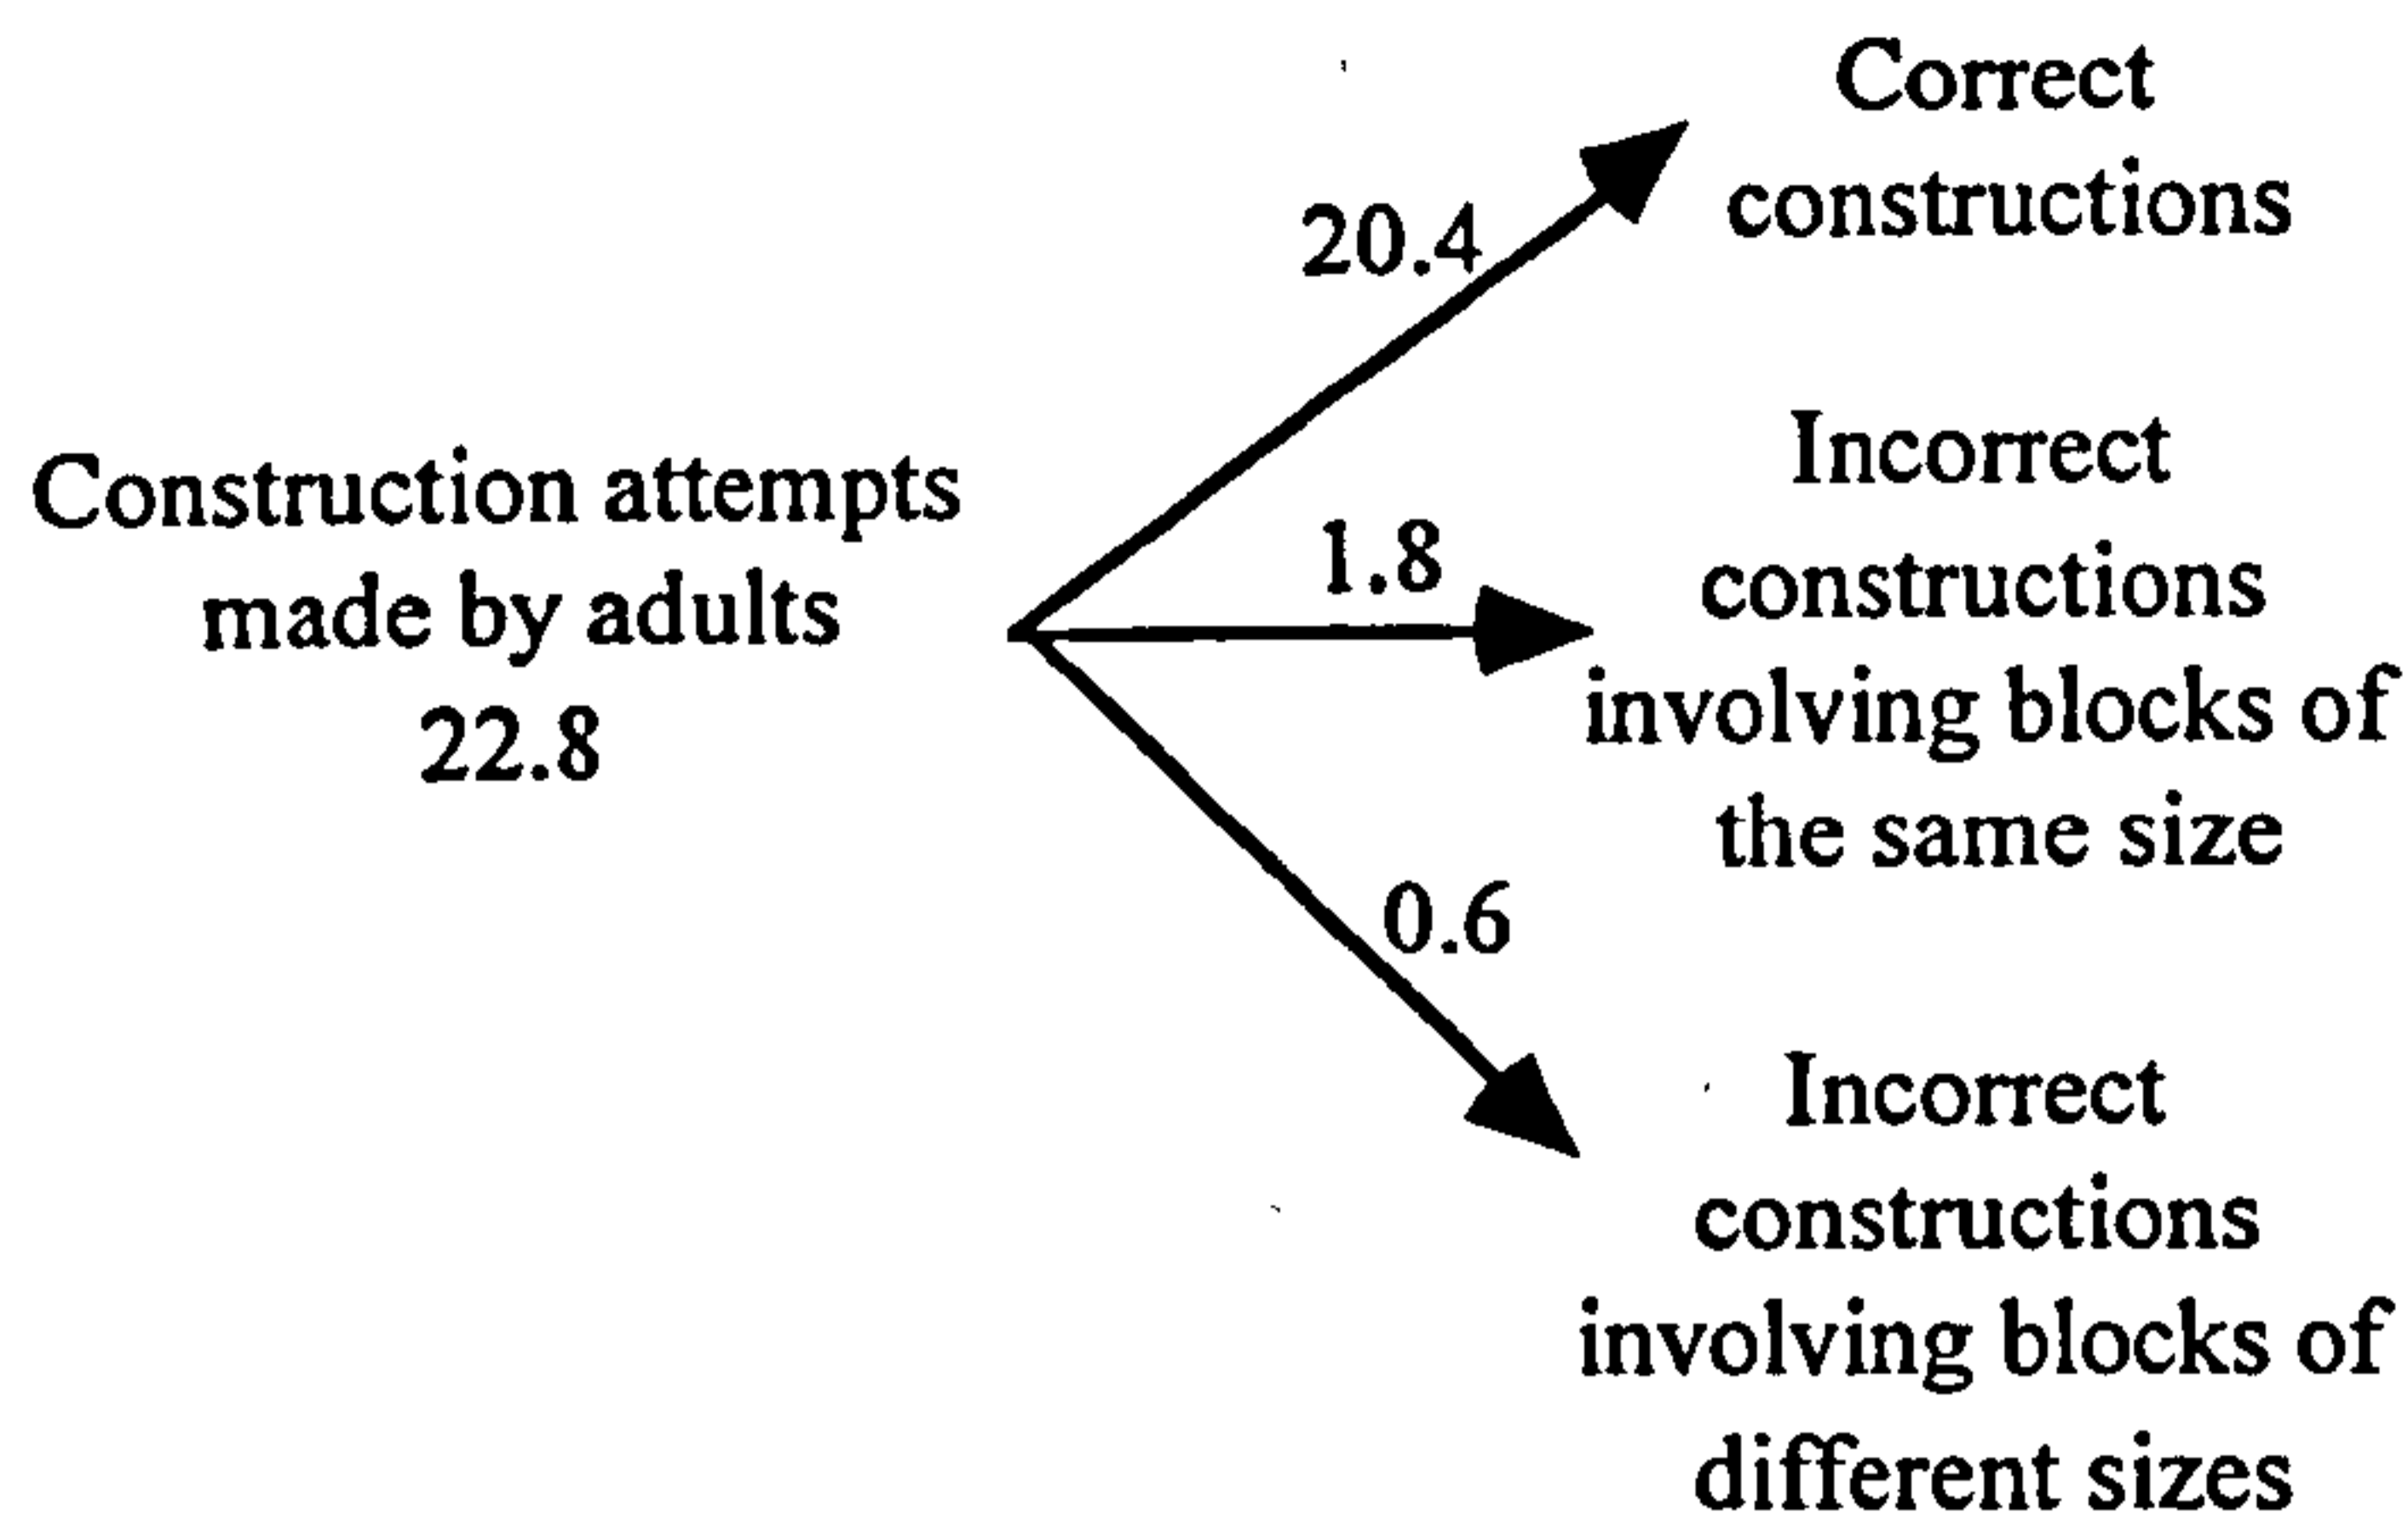 Correct
constructions
20.4
Construction attempts
made by adults
22.8
1.8
Incorrect
constructions
involving blocks of
the same size
0.6
Incorrect
constructions
involving blocks of
different sizes